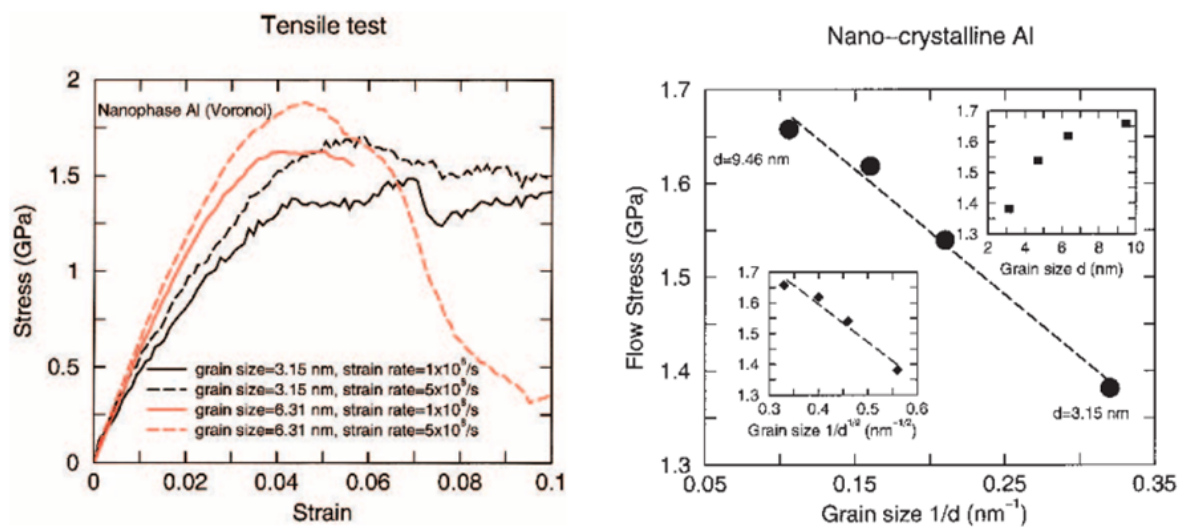 Tensile test
2
1.5
1
0.5
0
Stress (GPa)
Nanophase Al (Voronoi)
grain size=3.15 nm, strain rate=1x10⁸/s
grain size=3.15 nm, strain rate=5x10⁸/s
grain size=6.31 nm, strain rate=1x10⁸/s
grain size=6.31 nm, strain rate=5x10⁸/s
0 0.02 0.04 0.06 0.08 0.1
Strain
Nano-crystalline Al
1.7
1.6
1.5
1.4
1.3
Flow Stress (GPa)
d=9.46 nm
1.7
1.6
1.5
1.4
1.3
2 4 6 8 10
Grain size d (nm)
1.7
1.6
1.5
1.4
1.3
0.3 0.4 0.5 0.6
Grain size 1/d^1/2 (nm^-1/2)
d=3.15 nm
0.05 0.15 0.25 0.35
Grain size 1/d (nm⁻¹)